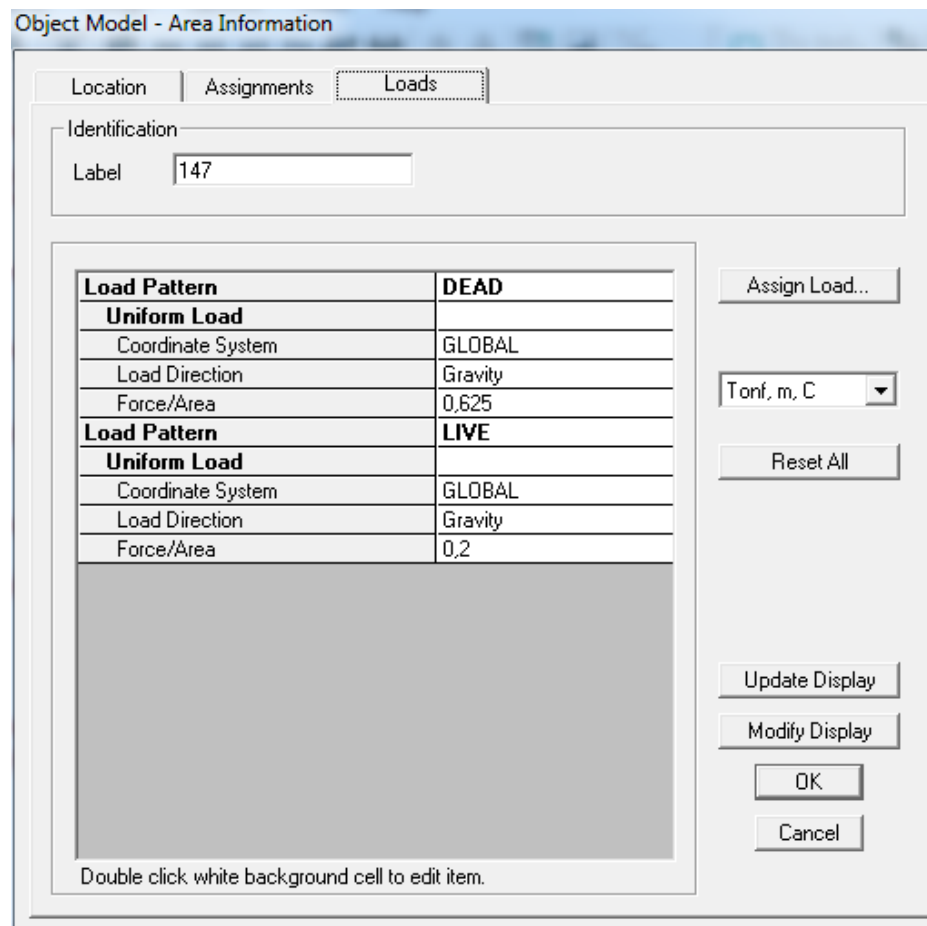 Object Model - Area Information
Location Assignments Loads
Identification
Label 147
Load Pattern DEAD
Uniform Load
Coordinate System GLOBAL
Load Direction Gravity
Force/Area 0,625
Load Pattern LIVE
Uniform Load
Coordinate System GLOBAL
Load Direction Gravity
Force/Area 0,2
Assign Load...
Tonf, m, C
Reset All
Update Display
Modify Display
OK
Cancel
Double click white background cell to edit item.